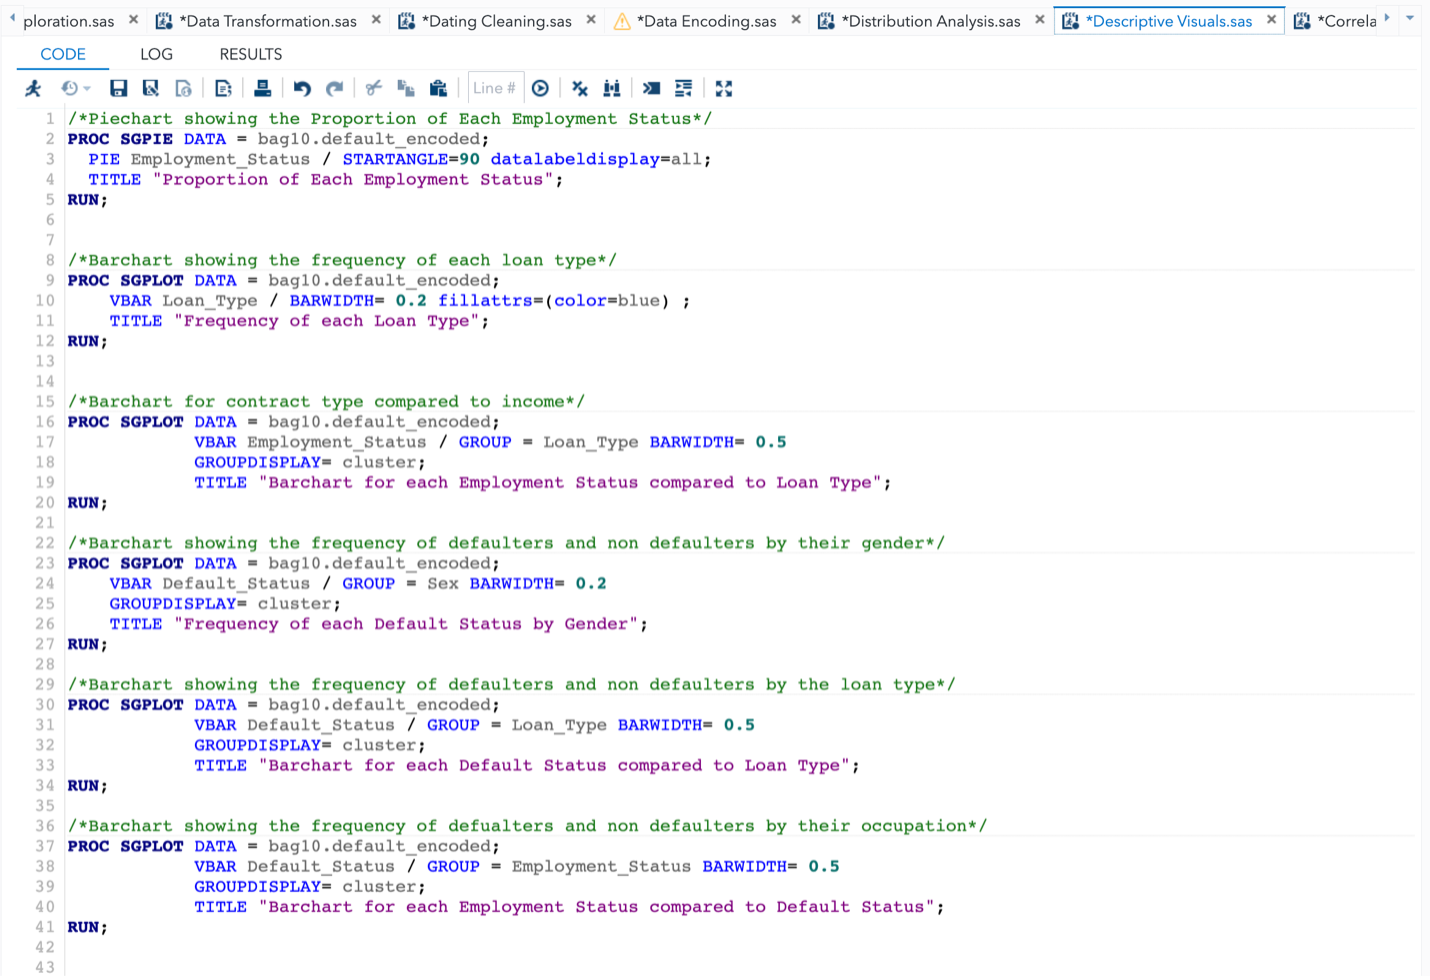 ploration.sas × *Data Transformation.sas × *Dating Cleaning.sas × *Data Encoding.sas × *Distribution Analysis.sas × *Descriptive Visuals.sas × *Correla
CODE LOG RESULTS
Line #
1 /*Piechart showing the Proportion of Each Employment Status*/
2 PROC SGPIE DATA = bag10.default_encoded;
3 PIE Employment_Status / STARTANGLE=90 datalabeldisplay=all;
4 TITLE "Proportion of Each Employment Status";
5 RUN;
6
7
8 /*Barchart showing the frequency of each loan type*/
9 PROC SGPLOT DATA = bag10.default_encoded;
10 VBAR Loan_Type / BARWIDTH= 0.2 fillattrs=(color=blue) ;
11 TITLE "Frequency of each Loan Type";
12 RUN;
13
14
15 /*Barchart for contract type compared to income*/
16 PROC SGPLOT DATA = bag10.default_encoded;
17 VBAR Employment_Status / GROUP = Loan_Type BARWIDTH= 0.5
18 GROUPDISPLAY= cluster;
19 TITLE "Barchart for each Employment Status compared to Loan Type";
20 RUN;
21
22 /*Barchart showing the frequency of defaulters and non defaulters by their gender*/
23 PROC SGPLOT DATA = bag10.default_encoded;
24 VBAR Default_Status / GROUP = Sex BARWIDTH= 0.2
25 GROUPDISPLAY= cluster;
26 TITLE "Frequency of each Default Status by Gender";
27 RUN;
28
29 /*Barchart showing the frequency of defaulters and non defaulters by the loan type*/
30 PROC SGPLOT DATA = bag10.default_encoded;
31 VBAR Default_Status / GROUP = Loan_Type BARWIDTH= 0.5
32 GROUPDISPLAY= cluster;
33 TITLE "Barchart for each Default Status compared to Loan Type";
34 RUN;
35
36 /*Barchart showing the frequency of defualters and non defaulters by their occupation*/
37 PROC SGPLOT DATA = bag10.default_encoded;
38 VBAR Default_Status / GROUP = Employment_Status BARWIDTH= 0.5
39 GROUPDISPLAY= cluster;
40 TITLE "Barchart for each Employment Status compared to Default Status";
41 RUN;
42
43